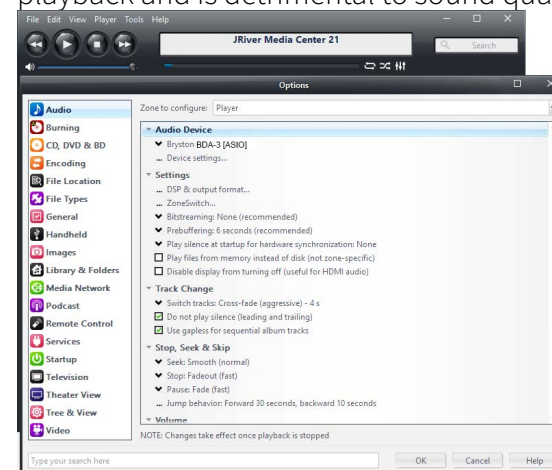 playback and is detrimental to sound qua
File Edit View Player Tools Help
JRiver Media Center 21
Search
Options
Audio
Burning
CD, DVD & BD
Encoding
File Location
File Types
General
Handheld
Images
Library & Folders
Media Network
Podcast
Remote Control
Services
Startup
Television
Theater View
Tree & View
Video
Zone to configure: Player
Audio Device
Bryston BDA-3 [ASIO]
... Device settings...
Settings
... DSP & output format...
... ZoneSwitch...
Bitstreaming: None (recommended)
Prebuffering: 6 seconds (recommended)
Play silence at startup for hardware synchronization: None
Play files from memory instead of disk (not zone-specific)
Disable display from turning off (useful for HDMI audio)
Track Change
Switch tracks: Cross-fade (aggressive) - 4 s
Do not play silence (leading and trailing)
Use gapless for sequential album tracks
Stop, Seek & Skip
Seek: Smooth (normal)
Stop: Fadeout (fast)
Pause: Fade (fast)
... Jump behavior: Forward 30 seconds, backward 10 seconds
Volume
NOTE: Changes take effect once playback is stopped
Type your search here
OK Cancel Help